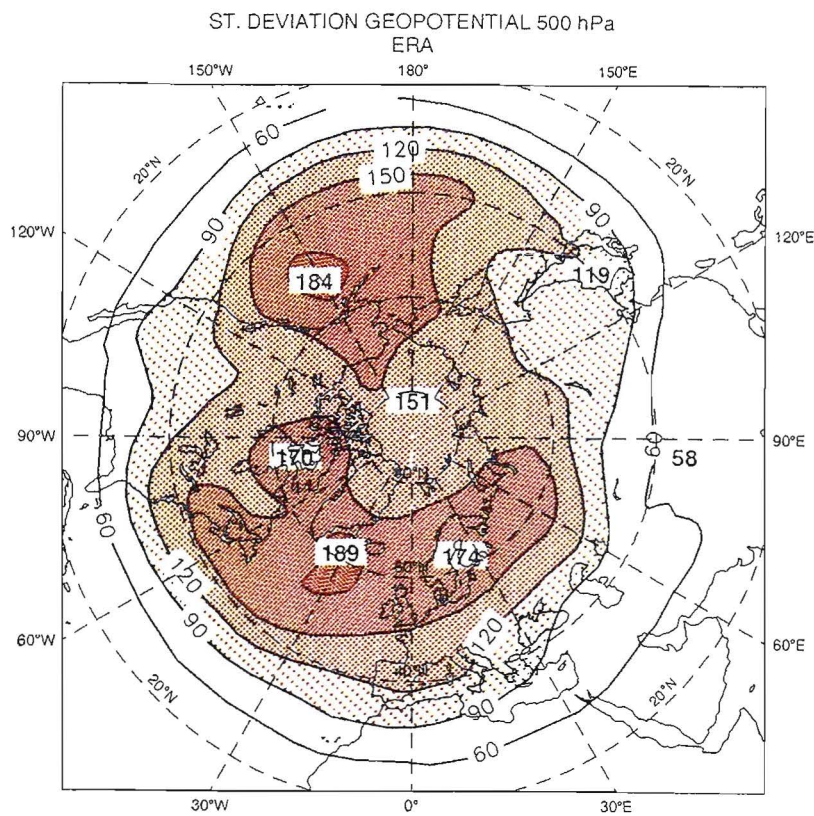 ST. DEVIATION GEOPOTENTIAL 500 hPa
ERA
150°W 180° 150°E
60
20°N 120 20°N
150
90 90
120°W 120°E
184 119
151
90°W 170 60 90°E
58
60
189 174
120 120
60°W 90 60°E
20°N 90 20°N
60
30°W 0° 30°E